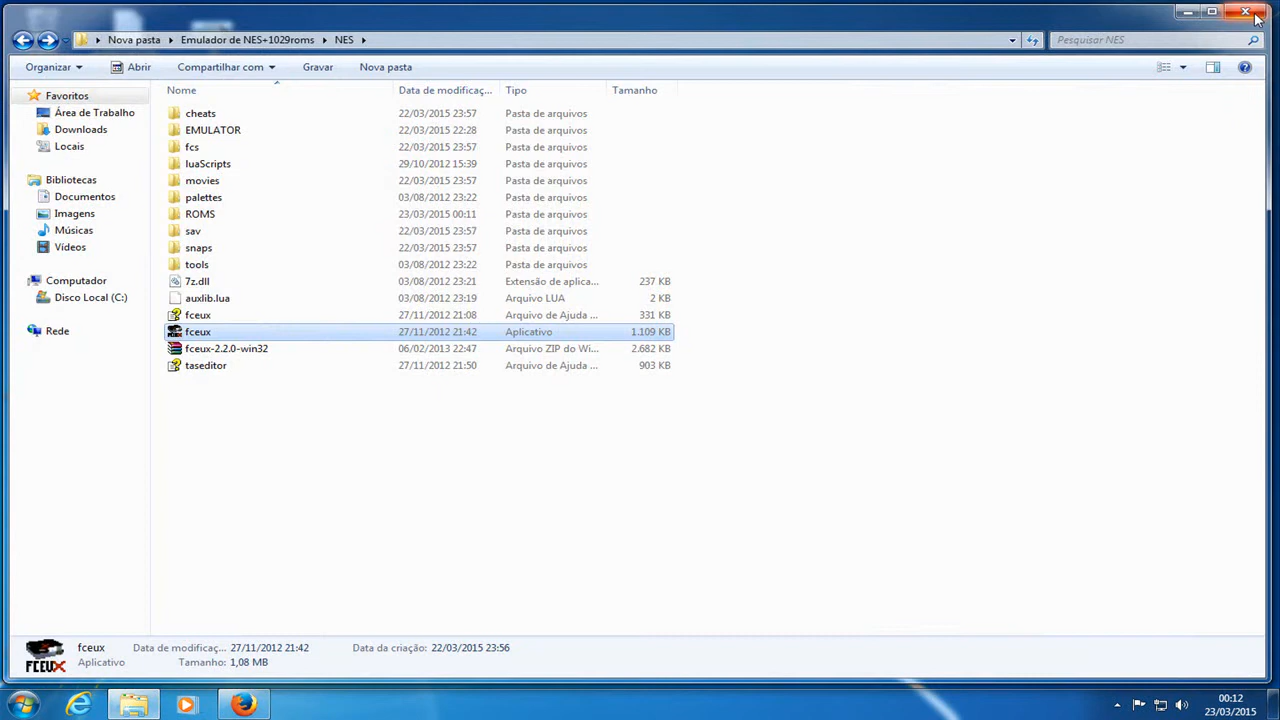 Nova pasta Emulador de NES+1029roms NES Pesquisar NES
Organizar Abrir Compartilhar com Gravar Nova pasta
Favoritos
Área de Trabalho
Downloads
Locais
Bibliotecas
Documentos
Imagens
Músicas
Vídeos
Computador
Disco Local (C:)
Rede
Nome Data de modificaç... Tipo Tamanho
cheats 22/03/2015 23:57 Pasta de arquivos
EMULATOR 22/03/2015 22:28 Pasta de arquivos
fcs 22/03/2015 23:57 Pasta de arquivos
luaScripts 29/10/2012 15:39 Pasta de arquivos
movies 22/03/2015 23:57 Pasta de arquivos
palettes 03/08/2012 23:22 Pasta de arquivos
ROMS 23/03/2015 00:11 Pasta de arquivos
sav 22/03/2015 23:57 Pasta de arquivos
snaps 22/03/2015 23:57 Pasta de arquivos
tools 03/08/2012 23:22 Pasta de arquivos
7z.dll 03/08/2012 23:21 Extensão de aplica... 237 KB
auxlib.lua 03/08/2012 23:19 Arquivo LUA 2 KB
fceux 27/11/2012 21:08 Arquivo de Ajuda ... 331 KB
fceux 27/11/2012 21:42 Aplicativo 1.109 KB
fceux-2.2.0-win32 06/02/2013 22:47 Arquivo ZIP do Wi... 2.682 KB
taseditor 27/11/2012 21:50 Arquivo de Ajuda ... 903 KB
FCEUX
fceux Data de modificaç... 27/11/2012 21:42 Data da criação: 22/03/2015 23:56
Aplicativo Tamanho: 1,08 MB
00:12
23/03/2015